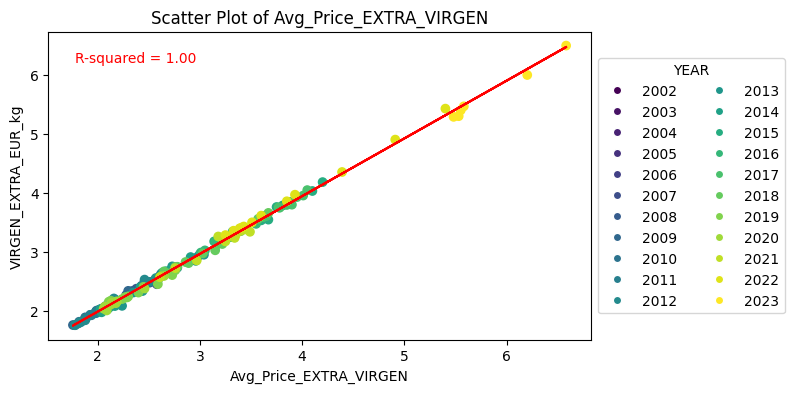 Scatter Plot of Avg_Price_EXTRA_VIRGEN
R-squared = 1.00
VIRGEN_EXTRA_EUR_kg
6
5
4
3
2
2 3 4 5 6
Avg_Price_EXTRA_VIRGEN
YEAR
2002 2013
2003 2014
2004 2015
2005 2016
2006 2017
2007 2018
2008 2019
2009 2020
2010 2021
2011 2022
2012 2023